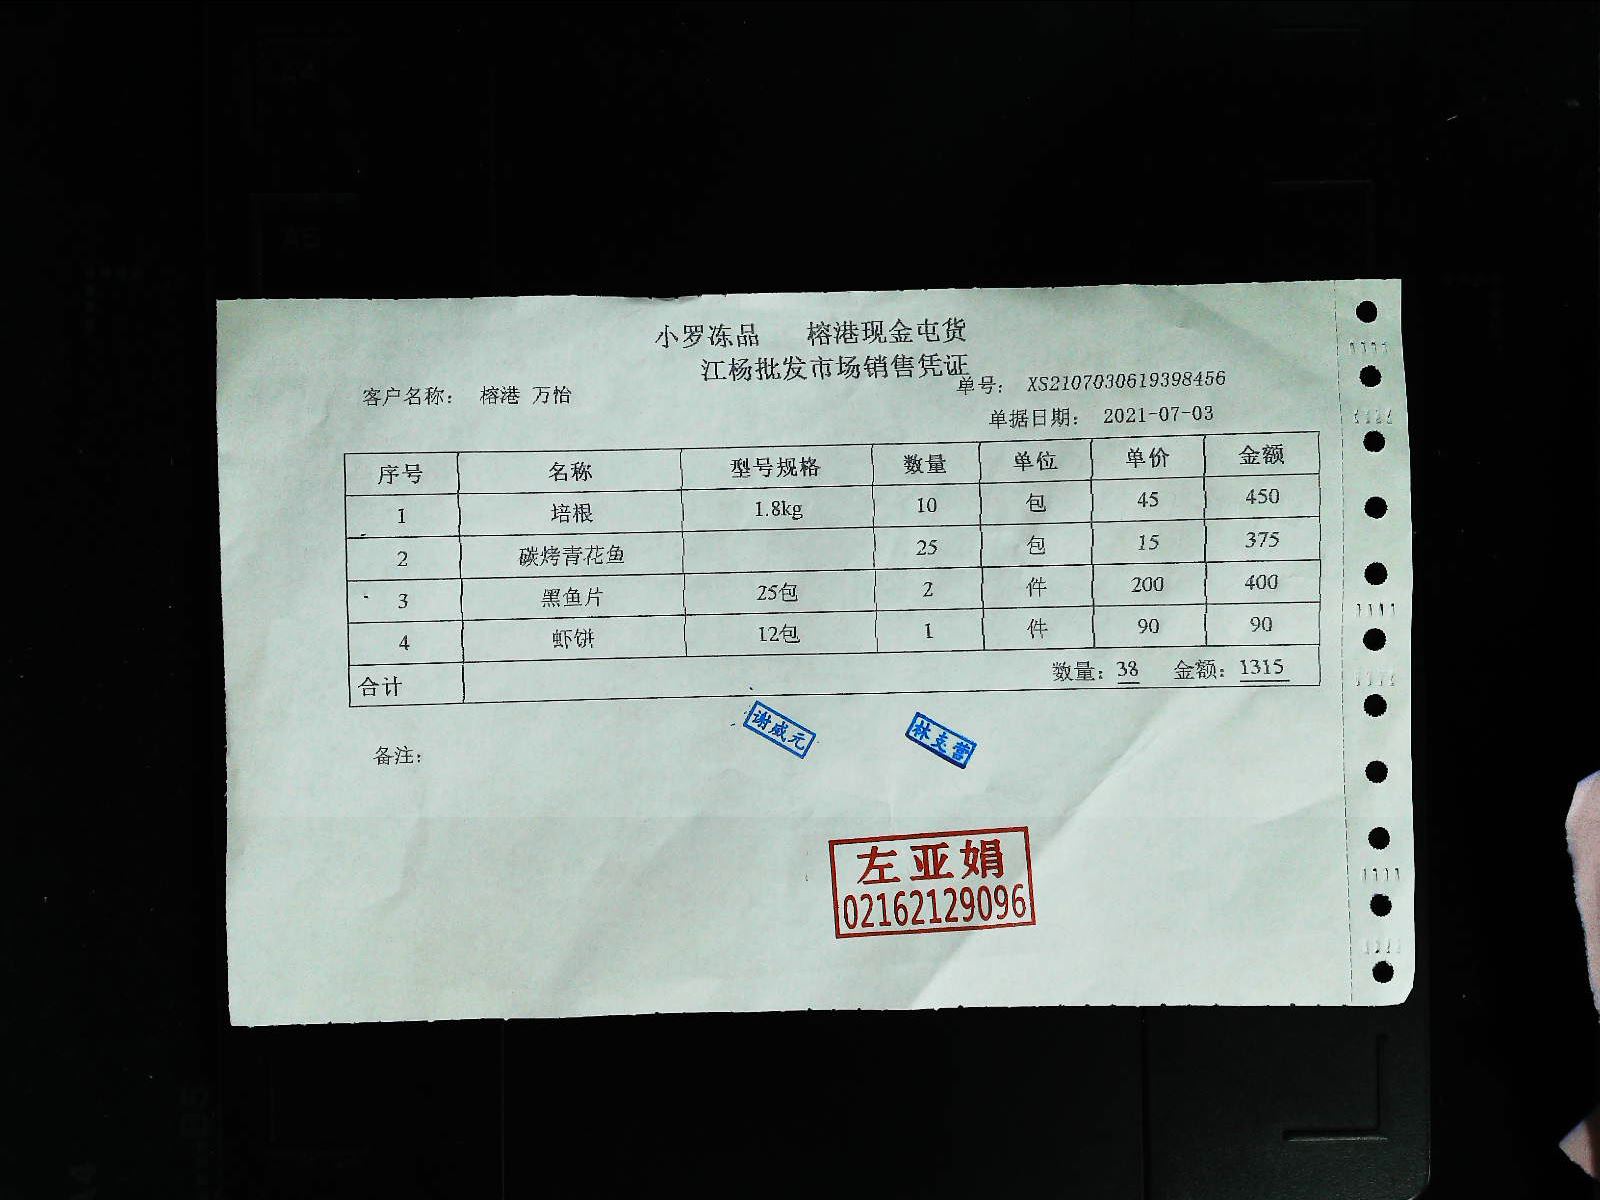 小罗冻品 榕港现金屯货
江杨批发市场销售凭证
客户名称： 榕港 万怡
单号： XS2107030619398456
单据日期： 2021-07-03
序号 名称 型号规格 数量 单位 单价 金额
1 培根 1.8kg 10 包 45 450
2 碳烤青花鱼 25 包 15 375
3 黑鱼片 25包 2 件 200 400
4 虾饼 12包 1 件 90 90
合计 数量：38 金额：1315
谢威元 林支营
备注：
左亚娟
02162129096